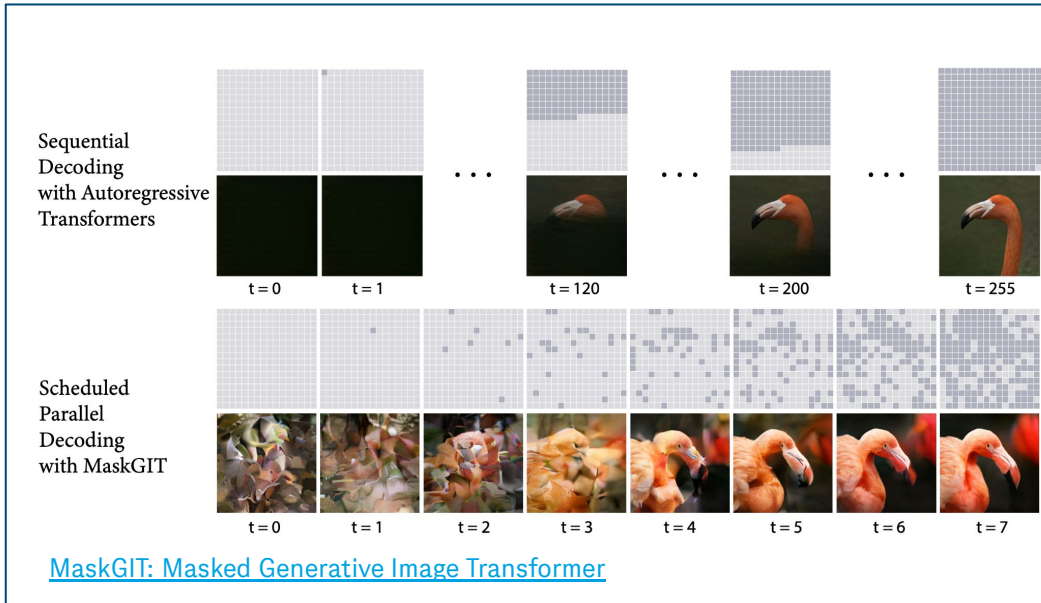 Sequential
Decoding
with Autoregressive
Transformers
... ... ...
t = 0 t = 1 t = 120 t = 200 t = 255
Scheduled
Parallel
Decoding
with MaskGIT
t = 0 t = 1 t = 2 t = 3 t = 4 t = 5 t = 6 t = 7
MaskGIT: Masked Generative Image Transformer